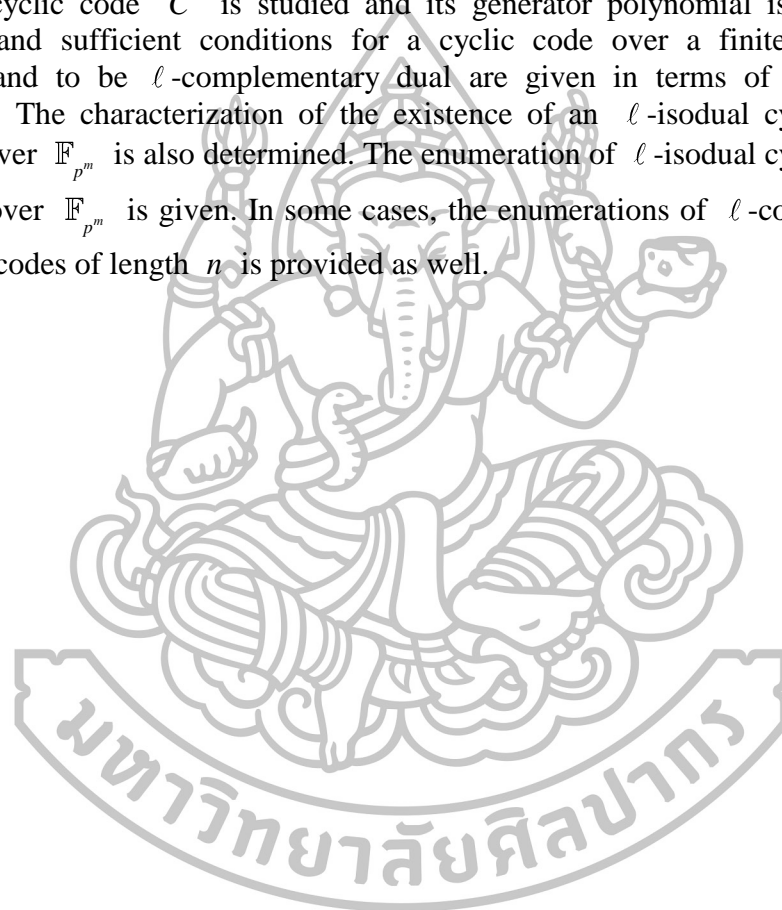 cyclic code C is studied and its generator polynomial is
and sufficient conditions for a cyclic code over a finite
and to be ℓ-complementary dual are given in terms of
The characterization of the existence of an ℓ-isodual cy
ver 𝔽_{p^m} is also determined. The enumeration of ℓ-isodual cy
over 𝔽_{p^m} is given. In some cases, the enumerations of ℓ-co
codes of length n is provided as well.
มหาวิทยาลัยศิลปากร